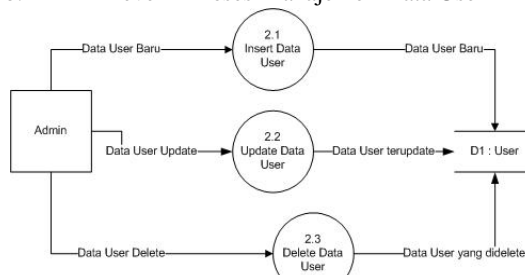 2.1
Insert Data
User
Data User Baru
Data User Baru
Admin
2.2
Update Data
User
Data User Update
Data User terupdate
D1 : User
2.3
Delete Data
User
Data User Delete
Data User yang didelete